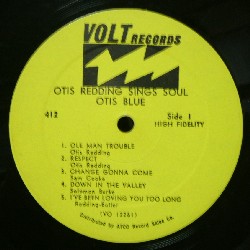 VOLT
RECORDS
OTIS REDDING SINGS SOUL
OTIS BLUE
412
Side 1
HIGH FIDELITY
1. OLE MAN TROUBLE
Otis Redding
2. RESPECT
Otis Redding
3. CHANGE GONNA COME
Sam Cooke
4. DOWN IN THE VALLEY
Solomon Burke
5. I'VE BEEN LOVING YOU TOO LONG
Redding-Butler
(VO 15281)
Distributed by ATCO Record Sales Co.